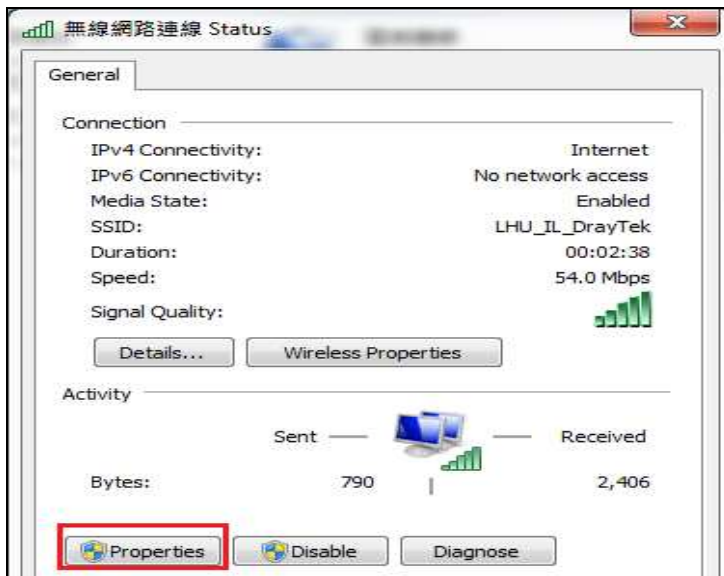 無線網路連線 Status
General
Connection
IPv4 Connectivity: Internet
IPv6 Connectivity: No network access
Media State: Enabled
SSID: LHU_IL_DrayTek
Duration: 00:02:38
Speed: 54.0 Mbps
Signal Quality:
Details... Wireless Properties
Activity
Sent Received
Bytes: 790 2,406
Properties Disable Diagnose